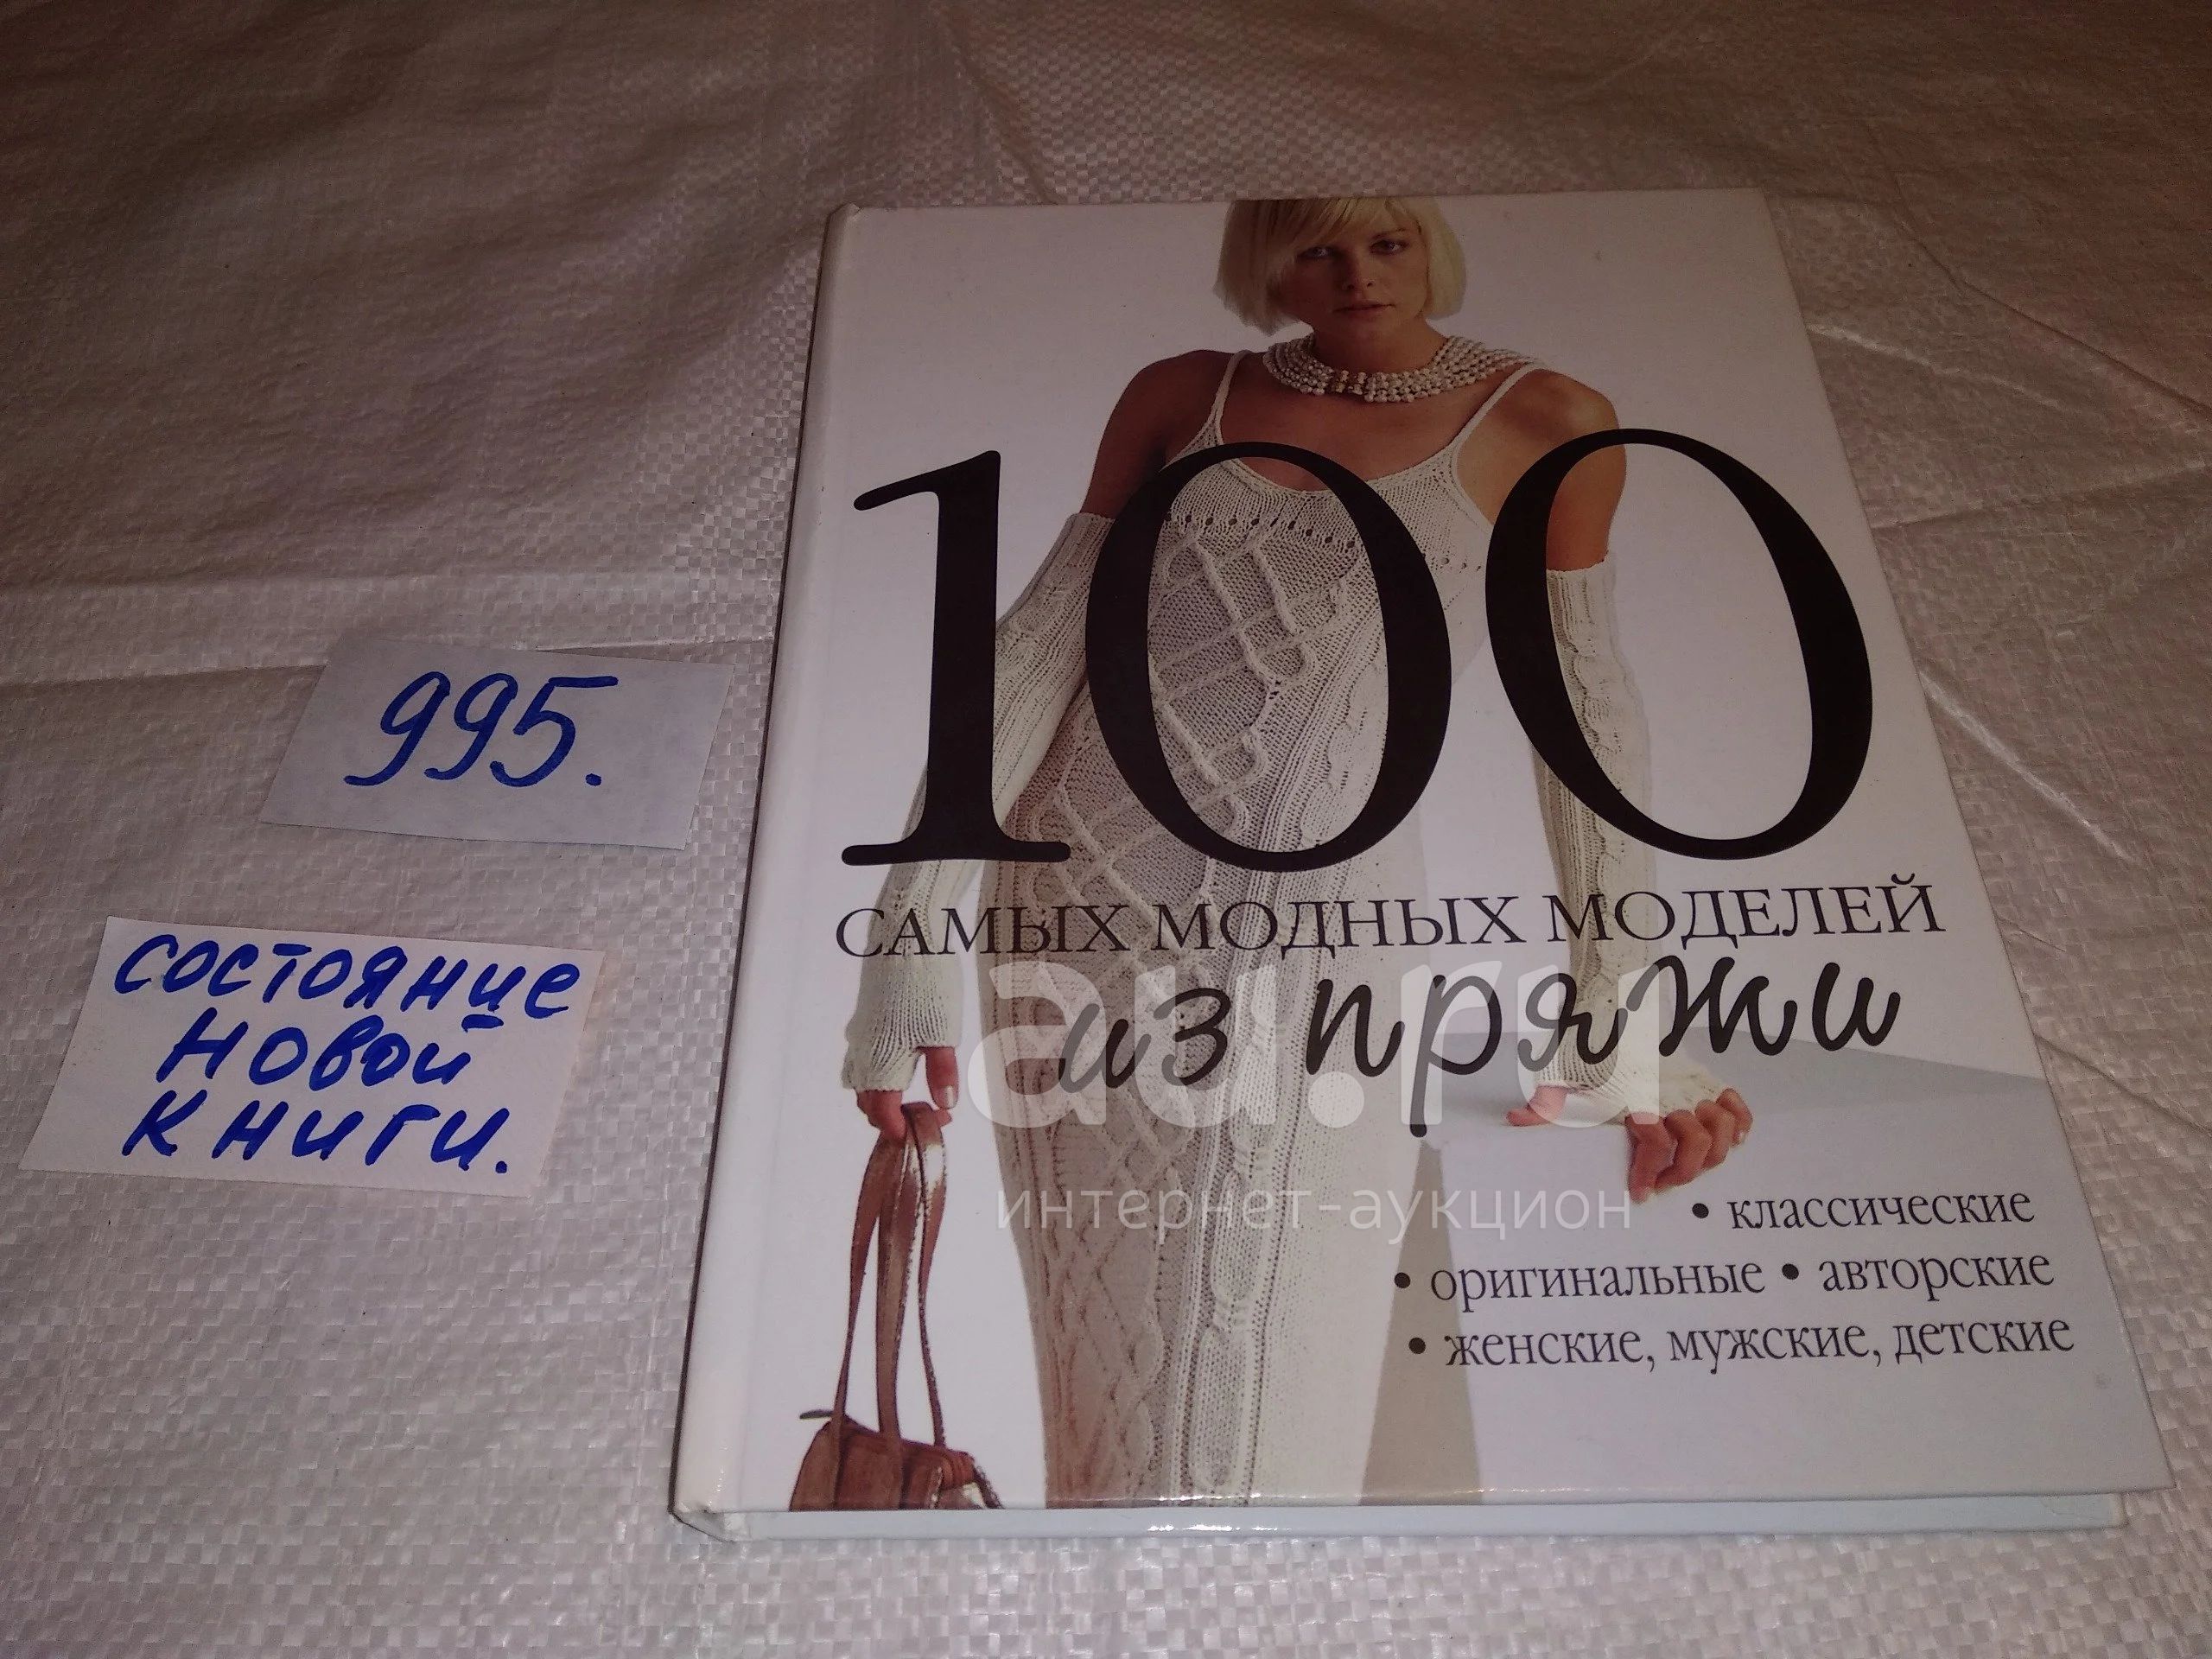 995.
состояние
новой
книги.
100
САМЫХ МОДНЫХ МОДЕЛЕЙ
из пряжи
au.ru
интернет-аукцион
• классические
• оригинальные • авторские
• женские, мужские, детские